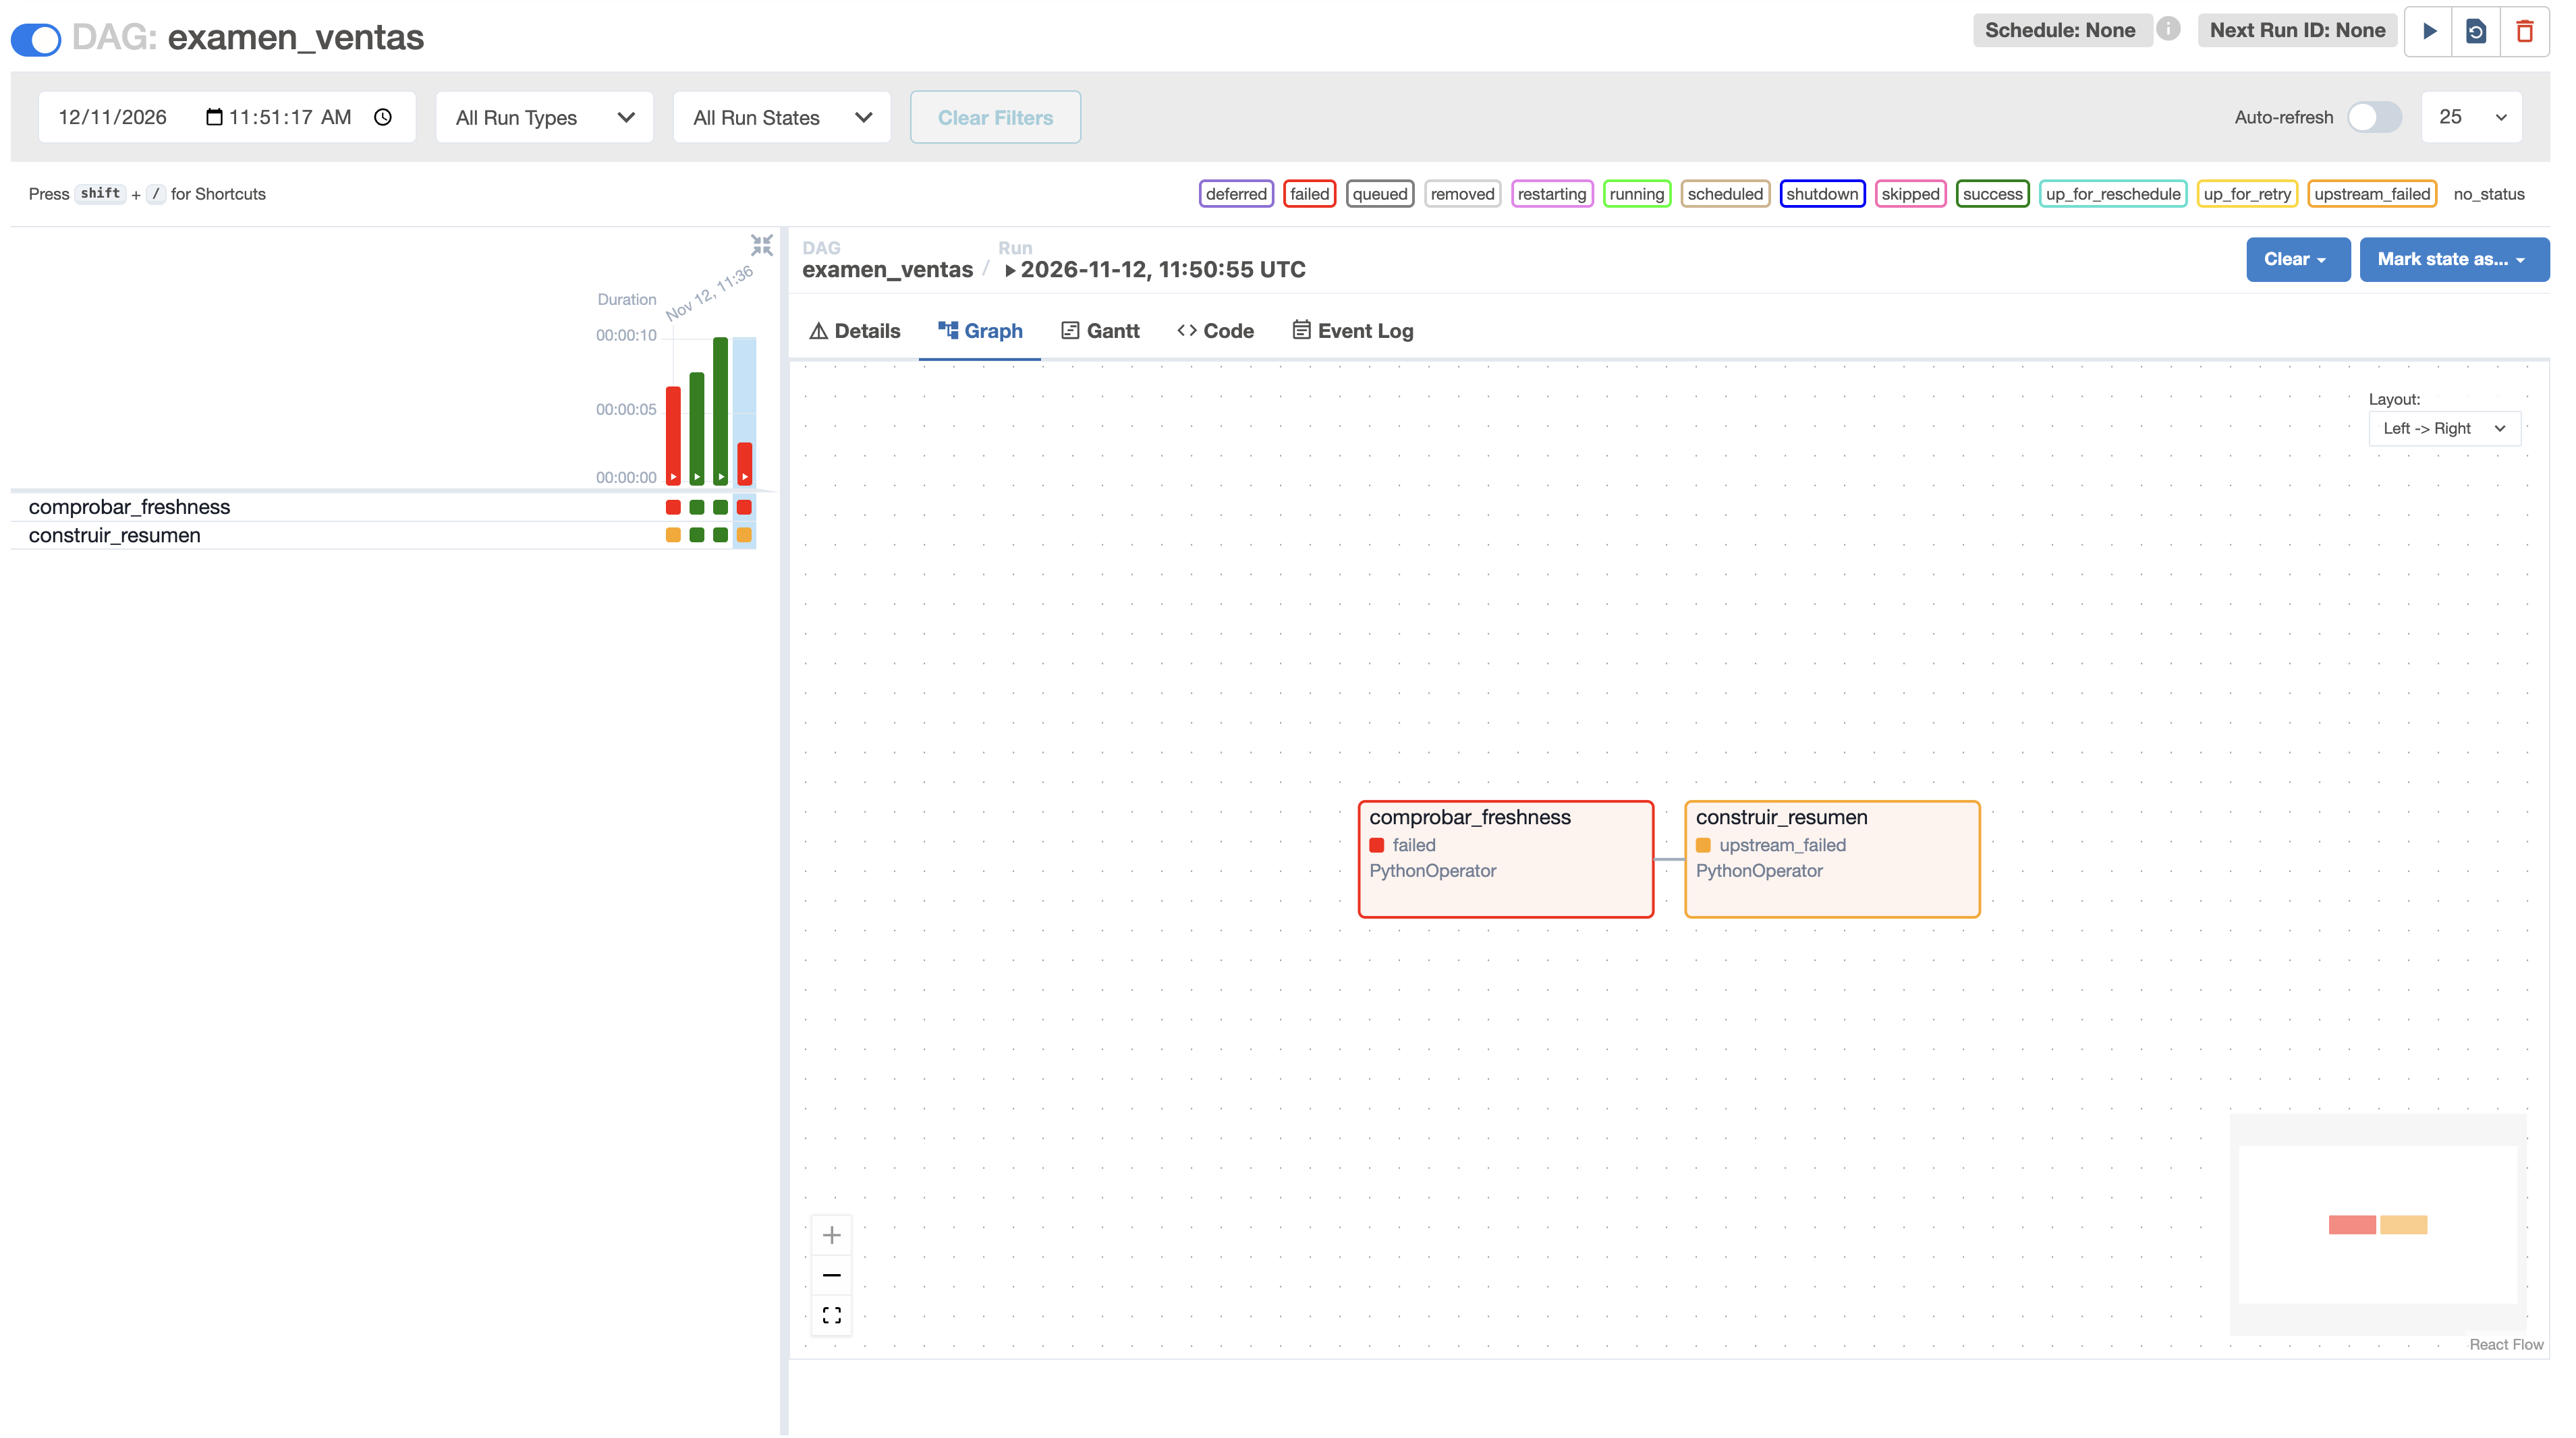 DAG: examen_ventas
Schedule: None
Next Run ID: None
12/11/2026 11:51:17 AM
All Run Types
All Run States
Clear Filters
Auto-refresh
25
Press shift + / for Shortcuts
deferred failed queued removed restarting running scheduled shutdown skipped success up_for_reschedule up_for_retry upstream_failed no_status
Duration
Nov 12, 11:36
00:00:10
00:00:05
00:00:00
comprobar_freshness
construir_resumen
DAG
examen_ventas
/
Run
2026-11-12, 11:50:55 UTC
Clear
Mark state as...
Details
Graph
Gantt
Code
Event Log
Layout:
Left -> Right
comprobar_freshness
failed
PythonOperator
construir_resumen
upstream_failed
PythonOperator
React Flow